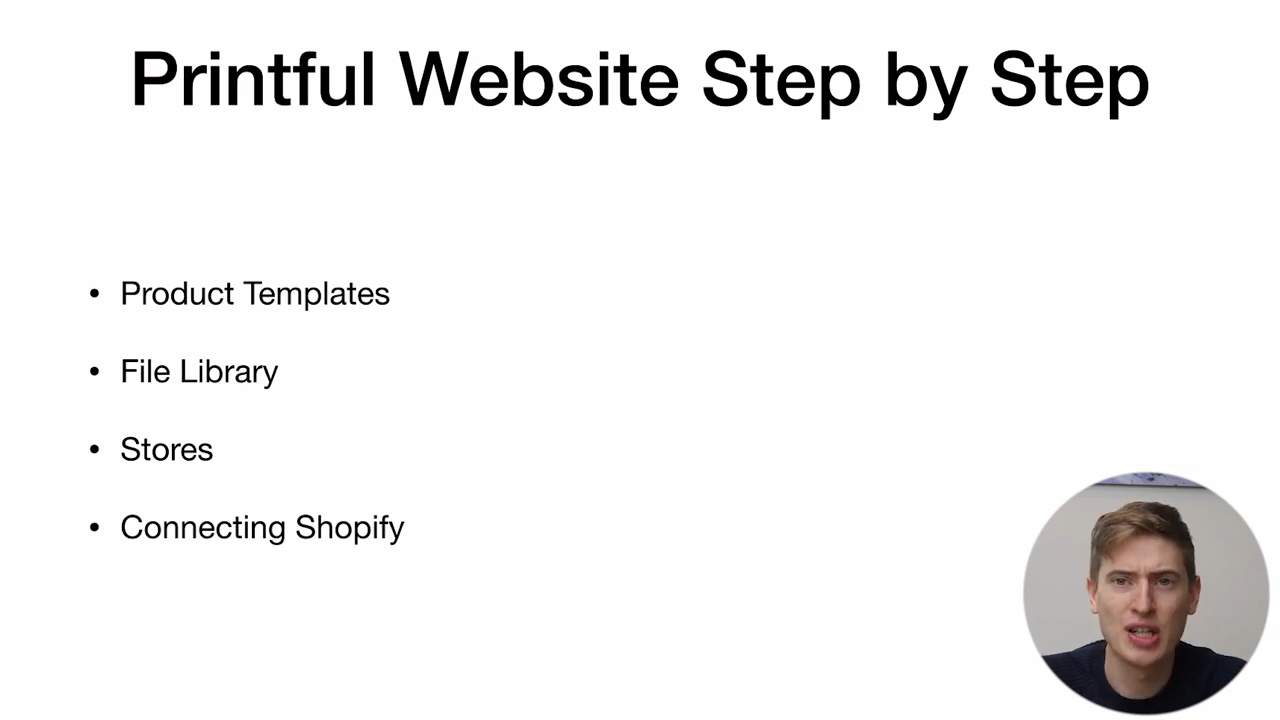 Printful Website Step by Step
• Product Templates
• File Library
• Stores
• Connecting Shopify